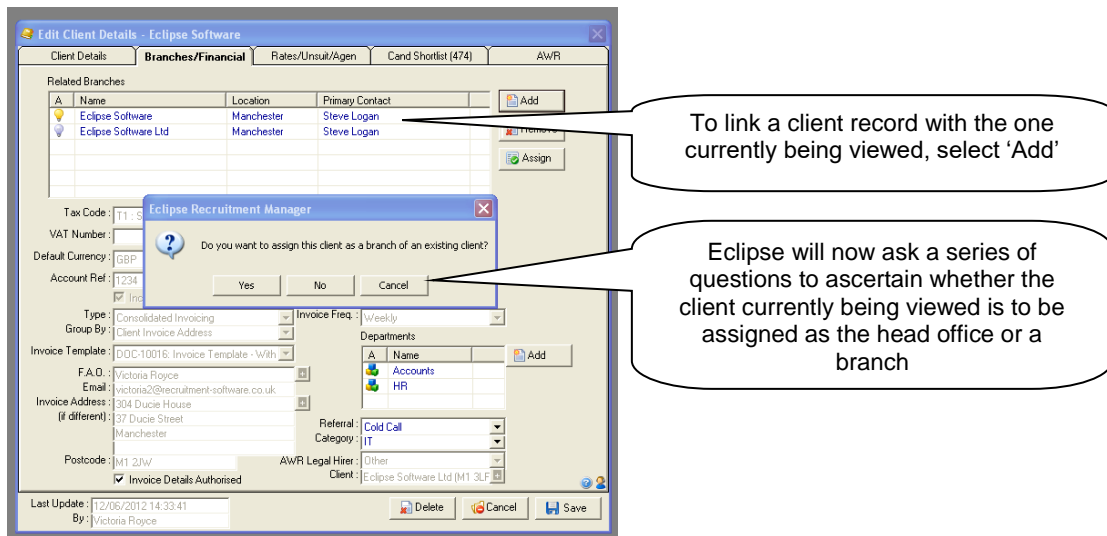 Edit Client Details - Eclipse Software
Client Details Branches/Financial Rates/Unsuit/Agen Cand Shortlist (474) AWR
Related Branches
A Name Location Primary Contact
Eclipse Software Manchester Steve Logan
Eclipse Software Ltd Manchester Steve Logan
Add
Remove
Assign
To link a client record with the one
currently being viewed, select ‘Add’
Tax Code : T1 : S
VAT Number :
Default Currency : GBP
Account Ref : 1234
Eclipse Recruitment Manager
Do you want to assign this client as a branch of an existing client?
Yes No Cancel
Eclipse will now ask a series of
questions to ascertain whether the
client currently being viewed is to be
assigned as the head office or a
branch
Type : Consolidated Invoicing Invoice Freq. : Weekly
Group By : Client Invoice Address
Invoice Template : DOC-10016: Invoice Template - With
Departments
A Name
Accounts
HR
Add
F.A.O. : Victoria Royce
Email : victoria2@recruitment-software.co.uk
Invoice Address : 304 Ducie House
(if different) : 37 Ducie Street
Manchester
Postcode : M1 2JW
Invoice Details Authorised
Referral : Cold Call
Category : IT
AWR Legal Hirer : Other
Client : Eclipse Software Ltd (M1 3LF
Last Update : 12/06/2012 14:33:41
By : Victoria Royce
Delete Cancel Save